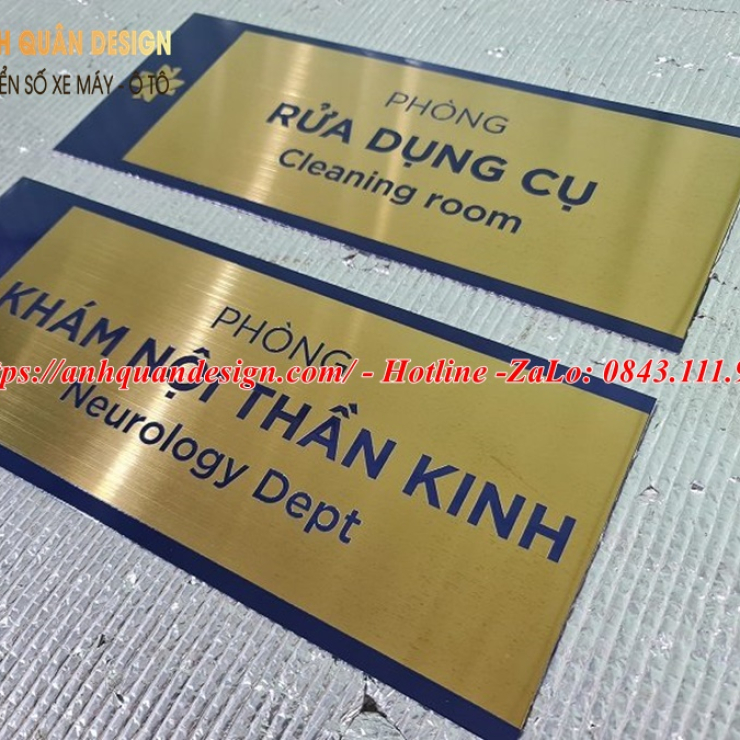 NH QUÂN DESIGN
ỂN SỐ XE MÁY - Ô TÔ
PHÒNG
RỬA DỤNG CỤ
Cleaning room
PHÒNG
KHÁM NỘI THẦN KINH
Neurology Dept
ps://anhquandesign.com/ - Hotline -ZaLo: 0843.111.9